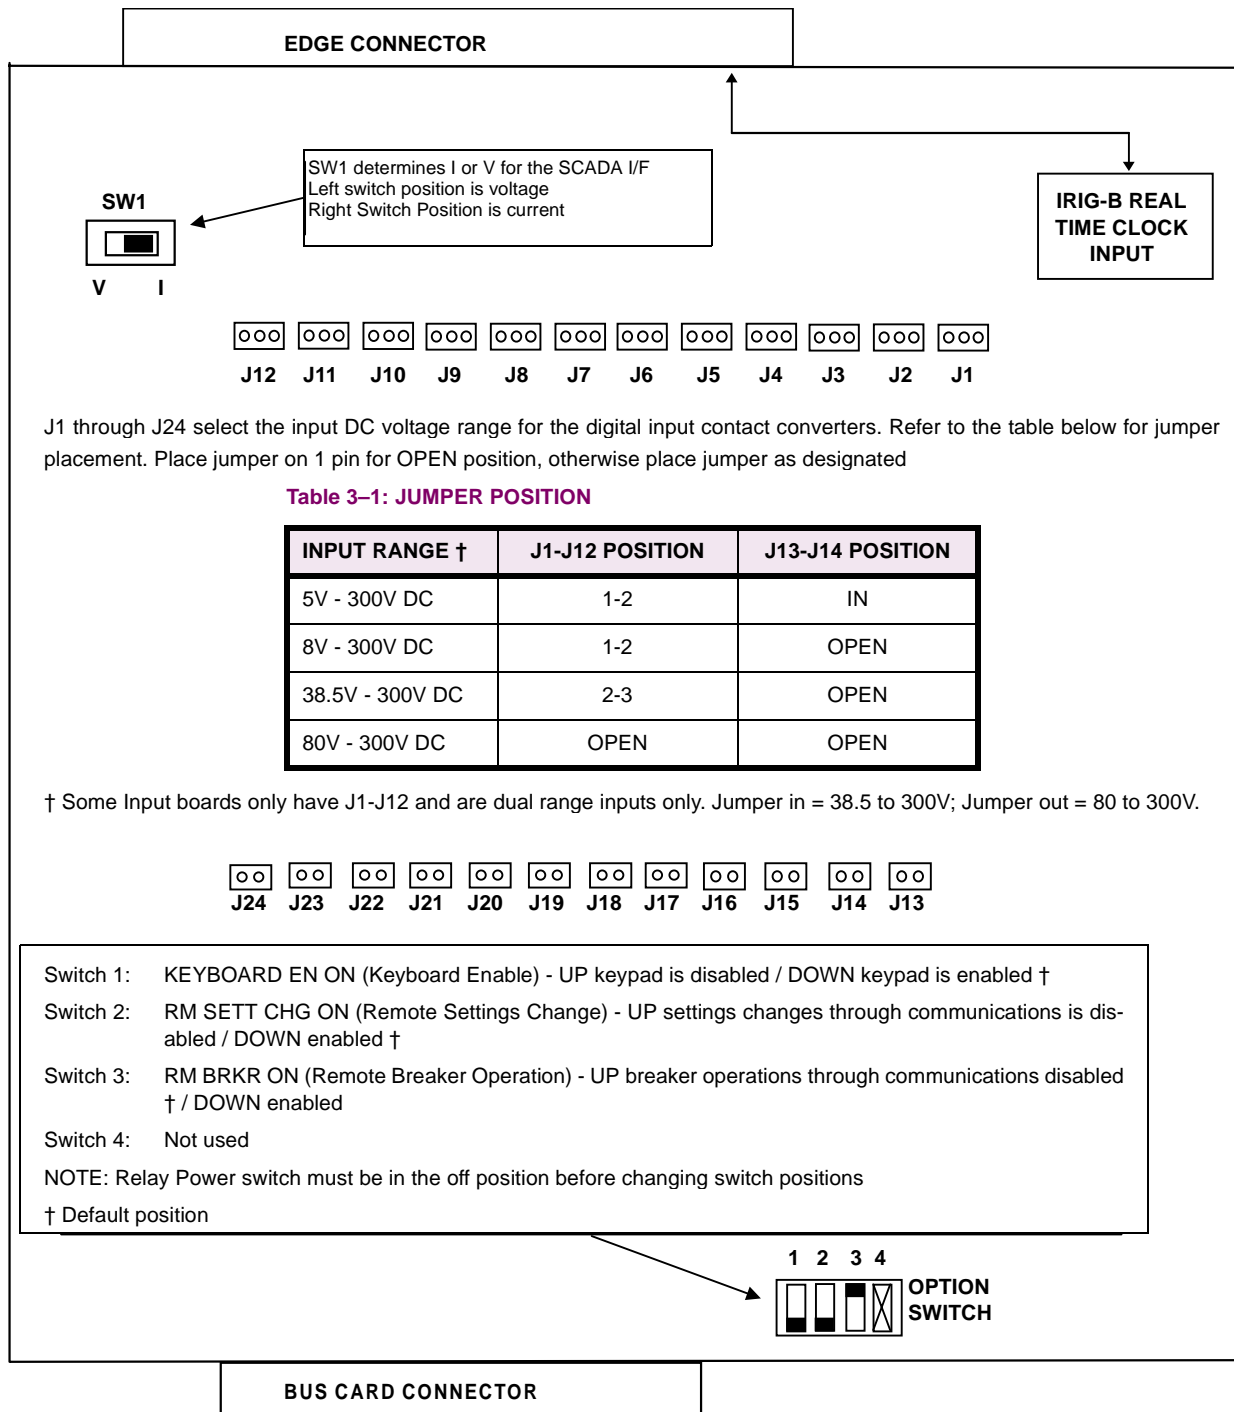 EDGE CONNECTOR
SW1 determines I or V for the SCADA I/F
Left switch position is voltage
Right Switch Position is current
SW1
V I
IRIG-B REAL
TIME CLOCK
INPUT
J12 J11 J10 J9 J8 J7 J6 J5 J4 J3 J2 J1
J1 through J24 select the input DC voltage range for the digital input contact converters. Refer to the table below for jumper
placement. Place jumper on 1 pin for OPEN position, otherwise place jumper as designated
Table 3–1: JUMPER POSITION
INPUT RANGE † J1-J12 POSITION J13-J14 POSITION
5V - 300V DC 1-2 IN
8V - 300V DC 1-2 OPEN
38.5V - 300V DC 2-3 OPEN
80V - 300V DC OPEN OPEN
† Some Input boards only have J1-J12 and are dual range inputs only. Jumper in = 38.5 to 300V; Jumper out = 80 to 300V.
J24 J23 J22 J21 J20 J19 J18 J17 J16 J15 J14 J13
Switch 1: KEYBOARD EN ON (Keyboard Enable) - UP keypad is disabled / DOWN keypad is enabled †
Switch 2: RM SETT CHG ON (Remote Settings Change) - UP settings changes through communications is dis-
abled / DOWN enabled †
Switch 3: RM BRKR ON (Remote Breaker Operation) - UP breaker operations through communications disabled
† / DOWN enabled
Switch 4: Not used
NOTE: Relay Power switch must be in the off position before changing switch positions
† Default position
1 2 3 4
OPTION
SWITCH
BUS CARD CONNECTOR